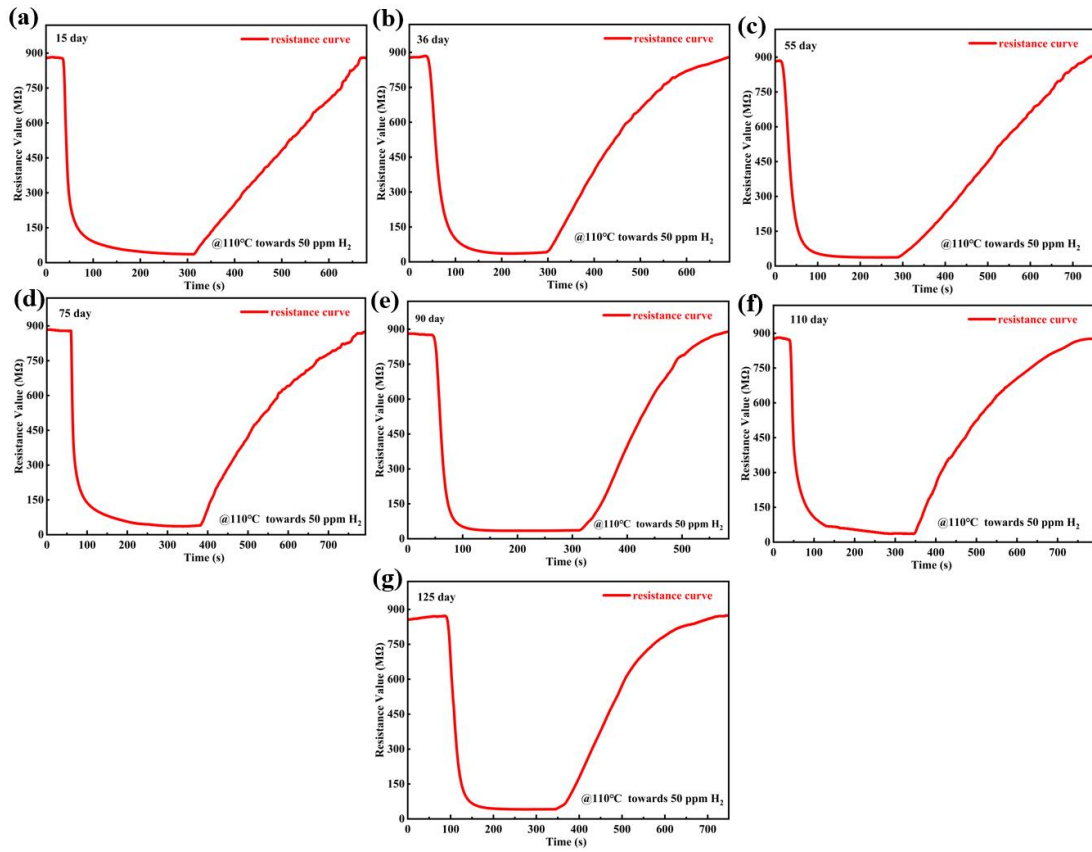 (a)
15 day
resistance curve
900
750
600
450
300
150
0
Resistance Value (MΩ)
@110℃ towards 50 ppm H₂
0 100 200 300 400 500 600
Time (s)
(b)
36 day
resistance curve
900
750
600
450
300
150
0
Resistance Value (MΩ)
@110℃ towards 50 ppm H₂
0 100 200 300 400 500 600
Time (s)
(c)
55 day
resistance curve
900
750
600
450
300
150
0
Resistance Value (MΩ)
@110℃ towards 50 ppm H₂
0 100 200 300 400 500 600 700
Time (s)
(d)
75 day
resistance curve
900
750
600
450
300
150
0
Resistance Value (MΩ)
@110℃ towards 50 ppm H₂
0 100 200 300 400 500 600 700
Time (s)
(e)
90 day
resistance curve
900
750
600
450
300
150
0
Resistance Value (MΩ)
@110℃ towards 50 ppm H₂
0 100 200 300 400 500
Time (s)
(f)
110 day
resistance curve
900
750
600
450
300
150
0
Resistance Value (MΩ)
@110℃ towards 50 ppm H₂
0 100 200 300 400 500 600 700
Time (s)
(g)
125 day
resistance curve
900
750
600
450
300
150
0
Resistance Value (MΩ)
@110℃ towards 50 ppm H₂
0 100 200 300 400 500 600 700
Time (s)